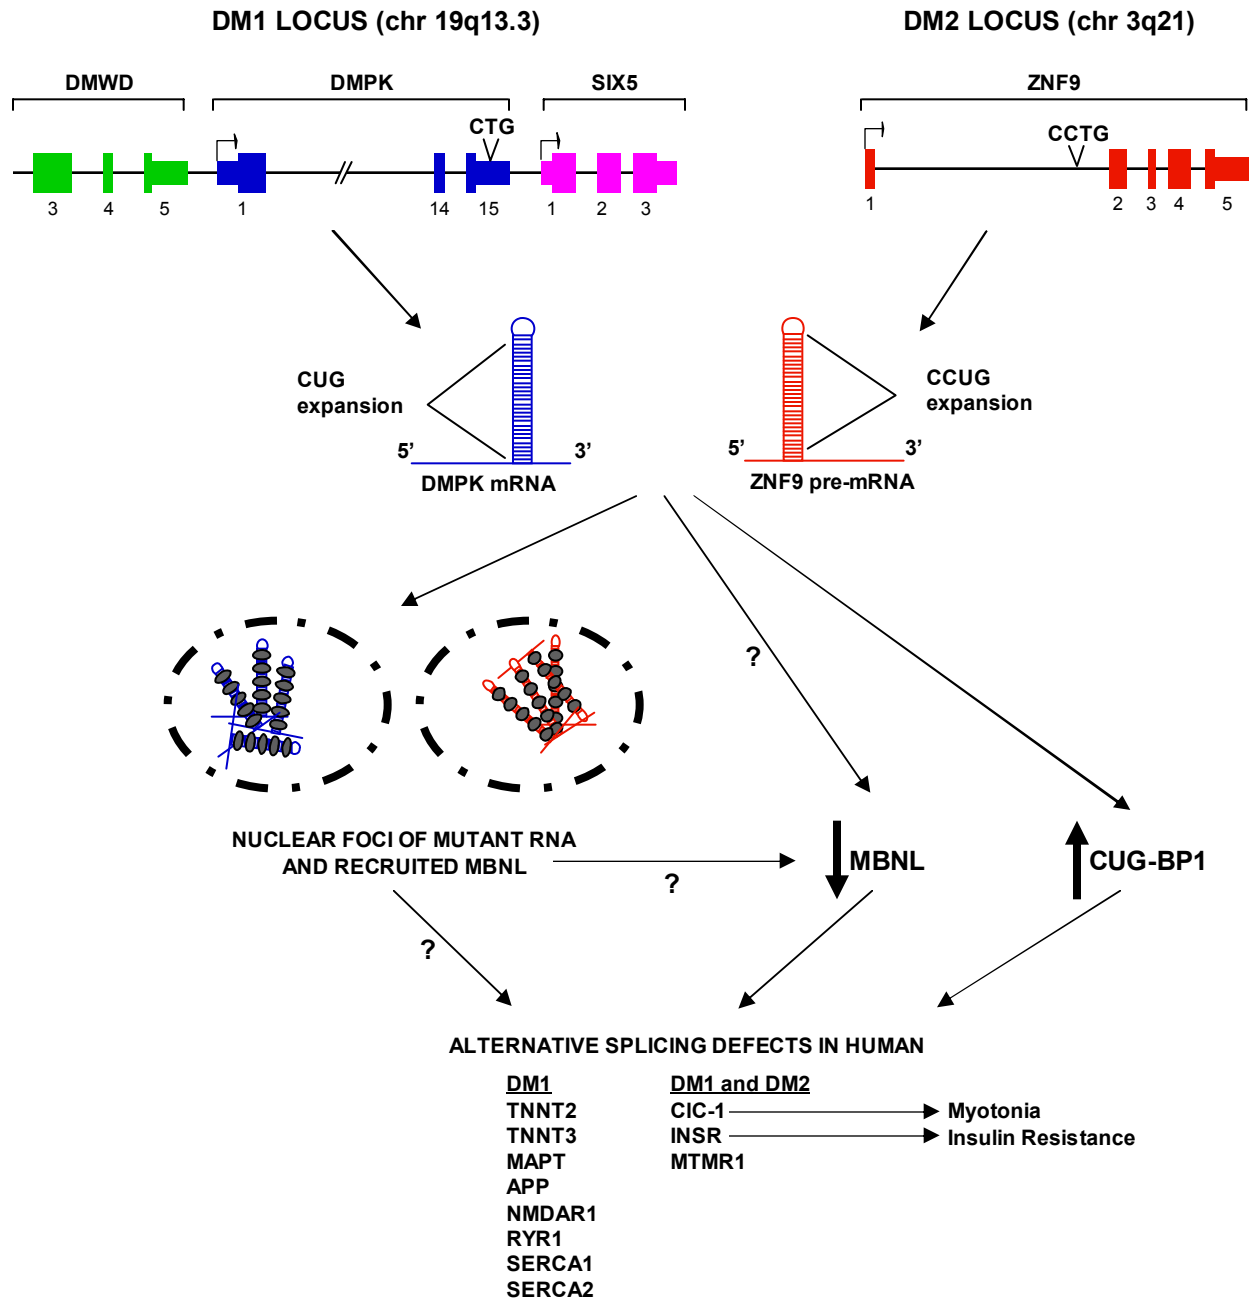 DM1 LOCUS (chr 19q13.3)
DM2 LOCUS (chr 3q21)
DMWD
DMPK
SIX5
ZNF9
CTG
CCTG
3
4
5
1
14
15
1
2
3
1
2
3
4
5
CUG
expansion
CCUG
expansion
5’
3’
5’
3’
DMPK mRNA
ZNF9 pre-mRNA
?
NUCLEAR FOCI OF MUTANT RNA
AND RECRUITED MBNL
?
MBNL
CUG-BP1
?
ALTERNATIVE SPLICING DEFECTS IN HUMAN
DM1
TNNT2
TNNT3
MAPT
APP
NMDAR1
RYR1
SERCA1
SERCA2
DM1 and DM2
CIC-1
INSR
MTMR1
Myotonia
Insulin Resistance